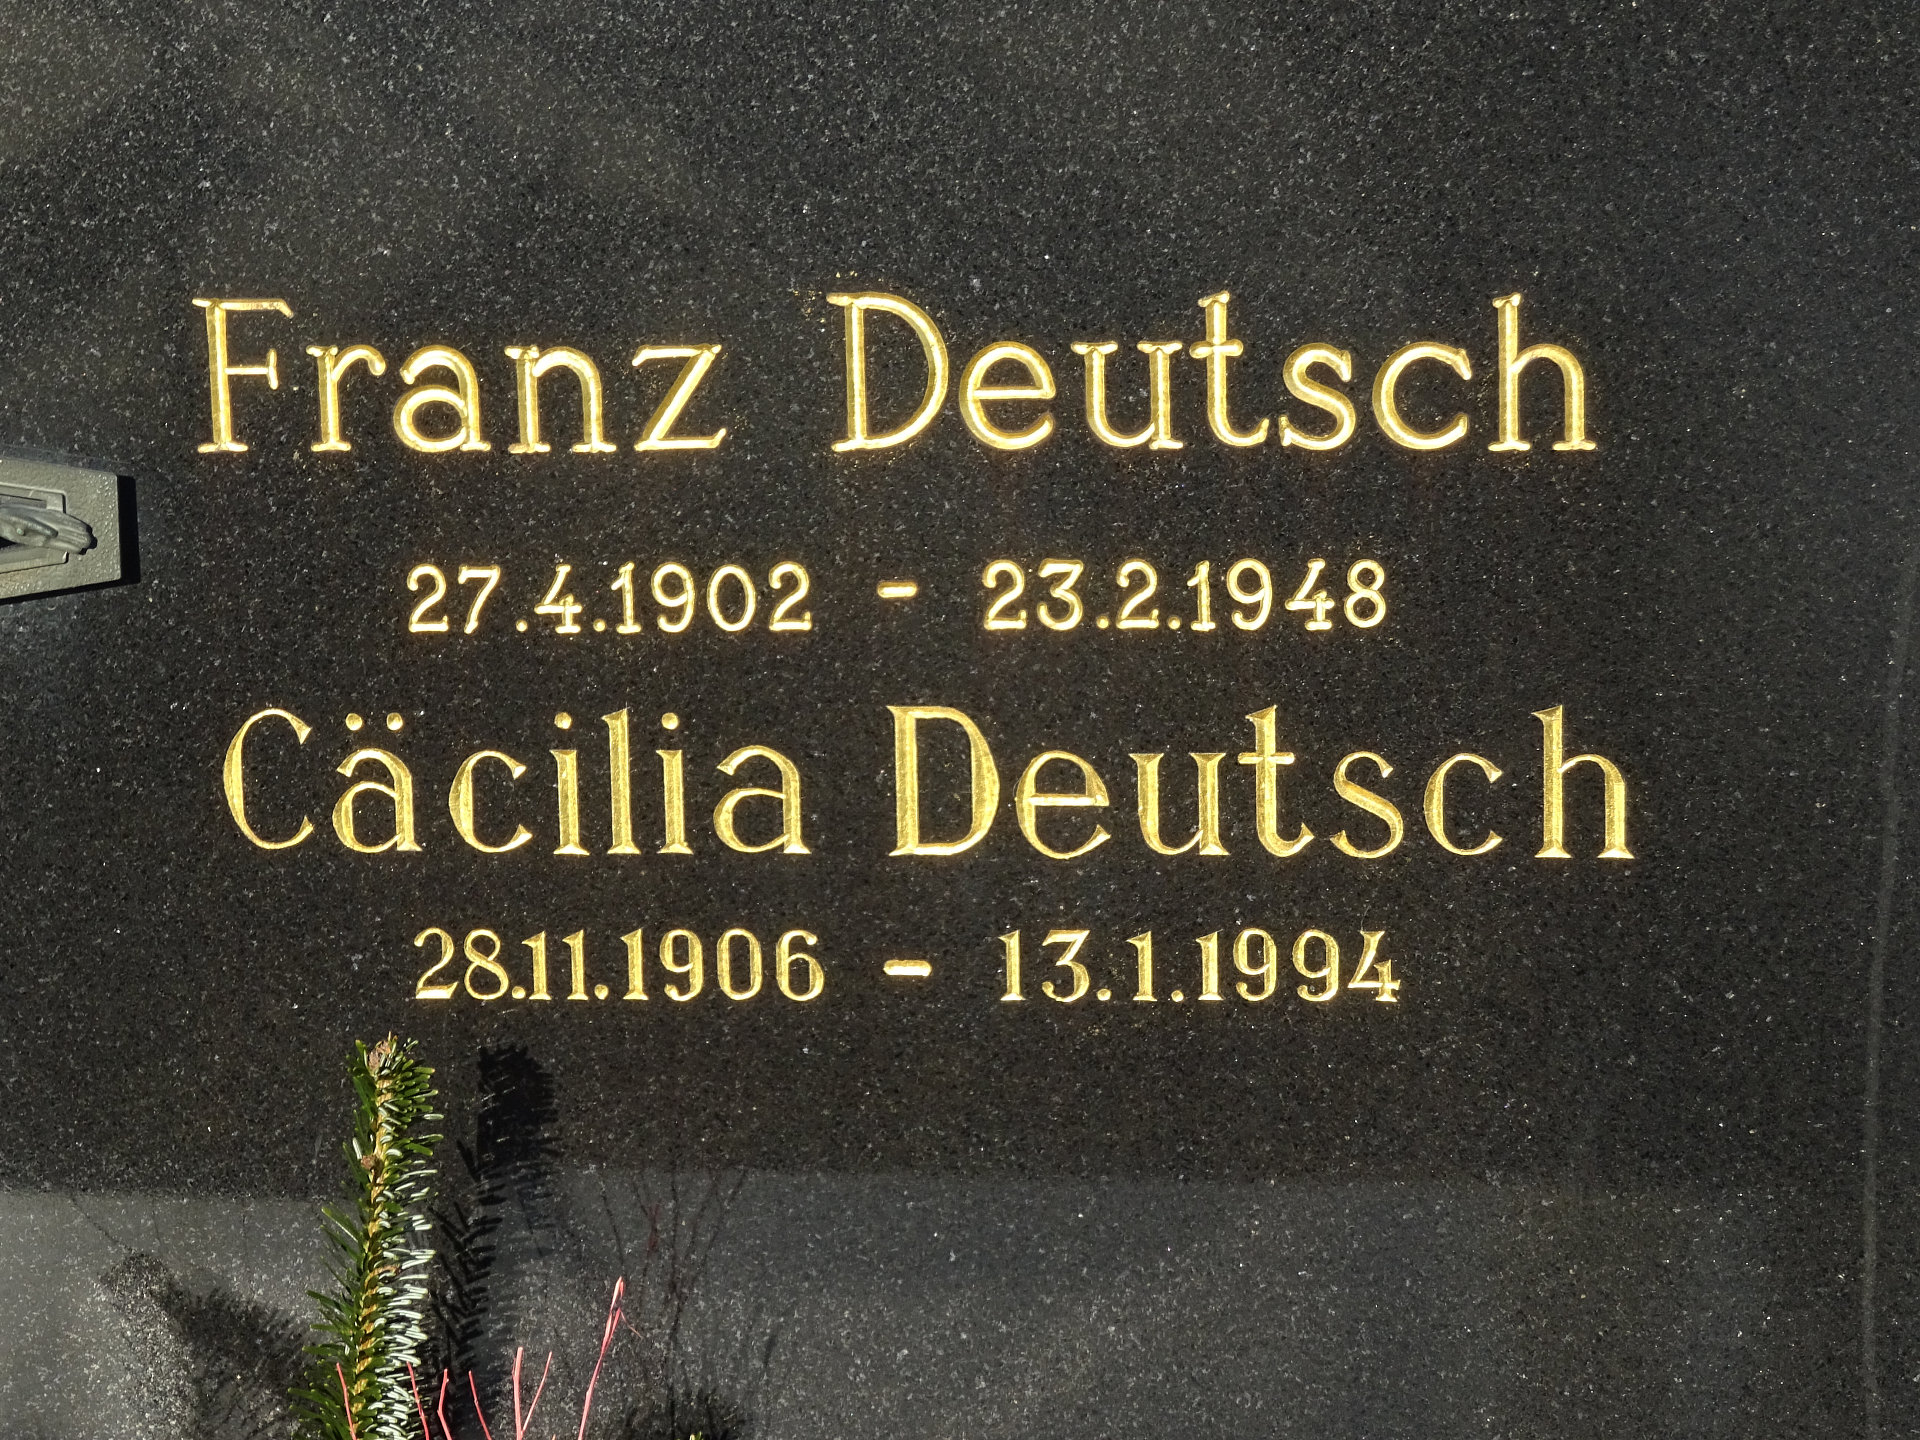 Franz Deutsch
27.4.1902 - 23.2.1948
Cäcilia Deutsch
28.11.1906 - 13.1.1994